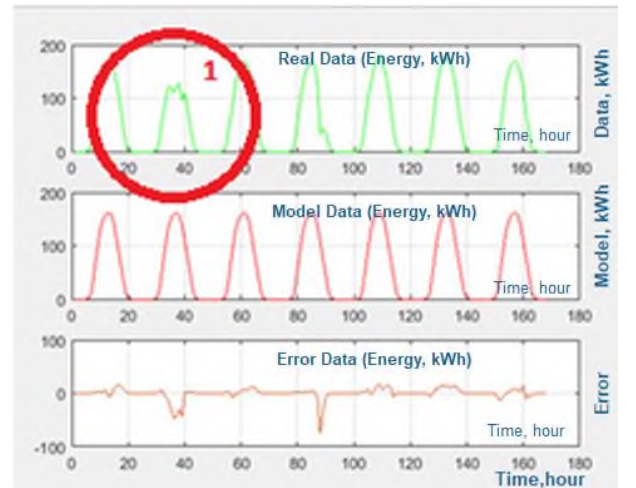 200
100
0
1
Real Data (Energy, kWh)
Time, hour
Data, kWh
0 20 40 60 80 100 120 140 160 180
200
100
0
Model Data (Energy, kWh)
Time, hour
Model, kWh
0 20 40 60 80 100 120 140 160 180
100
0
-100
Error Data (Energy, kWh)
Time, hour
Error
0 20 40 60 80 100 120 140 160 180
Time,hour